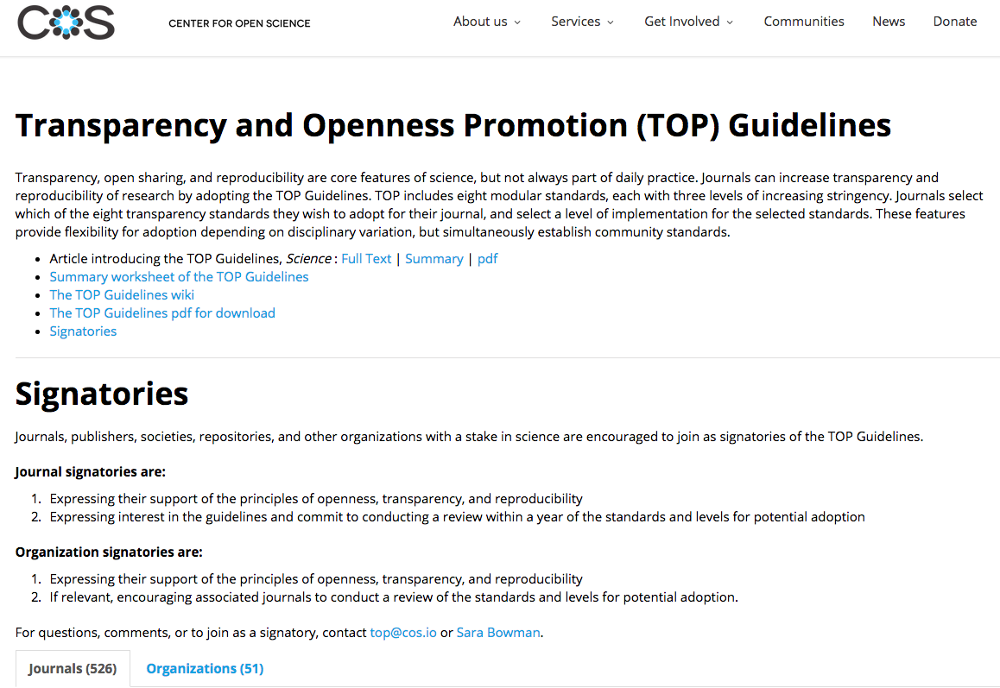 COS
CENTER FOR OPEN SCIENCE
About us
Services
Get Involved
Communities
News
Donate
Transparency and Openness Promotion (TOP) Guidelines
Transparency, open sharing, and reproducibility are core features of science, but not always part of daily practice. Journals can increase transparency and
reproducibility of research by adopting the TOP Guidelines. TOP includes eight modular standards, each with three levels of increasing stringency. Journals select
which of the eight transparency standards they wish to adopt for their journal, and select a level of implementation for the selected standards. These features
provide flexibility for adoption depending on disciplinary variation, but simultaneously establish community standards.
• Article introducing the TOP Guidelines, Science : Full Text | Summary | pdf
• Summary worksheet of the TOP Guidelines
• The TOP Guidelines wiki
• The TOP Guidelines pdf for download
• Signatories
Signatories
Journals, publishers, societies, repositories, and other organizations with a stake in science are encouraged to join as signatories of the TOP Guidelines.
Journal signatories are:
1. Expressing their support of the principles of openness, transparency, and reproducibility
2. Expressing interest in the guidelines and commit to conducting a review within a year of the standards and levels for potential adoption
Organization signatories are:
1. Expressing their support of the principles of openness, transparency, and reproducibility
2. If relevant, encouraging associated journals to conduct a review of the standards and levels for potential adoption.
For questions, comments, or to join as a signatory, contact top@cos.io or Sara Bowman.
Journals (526)
Organizations (51)